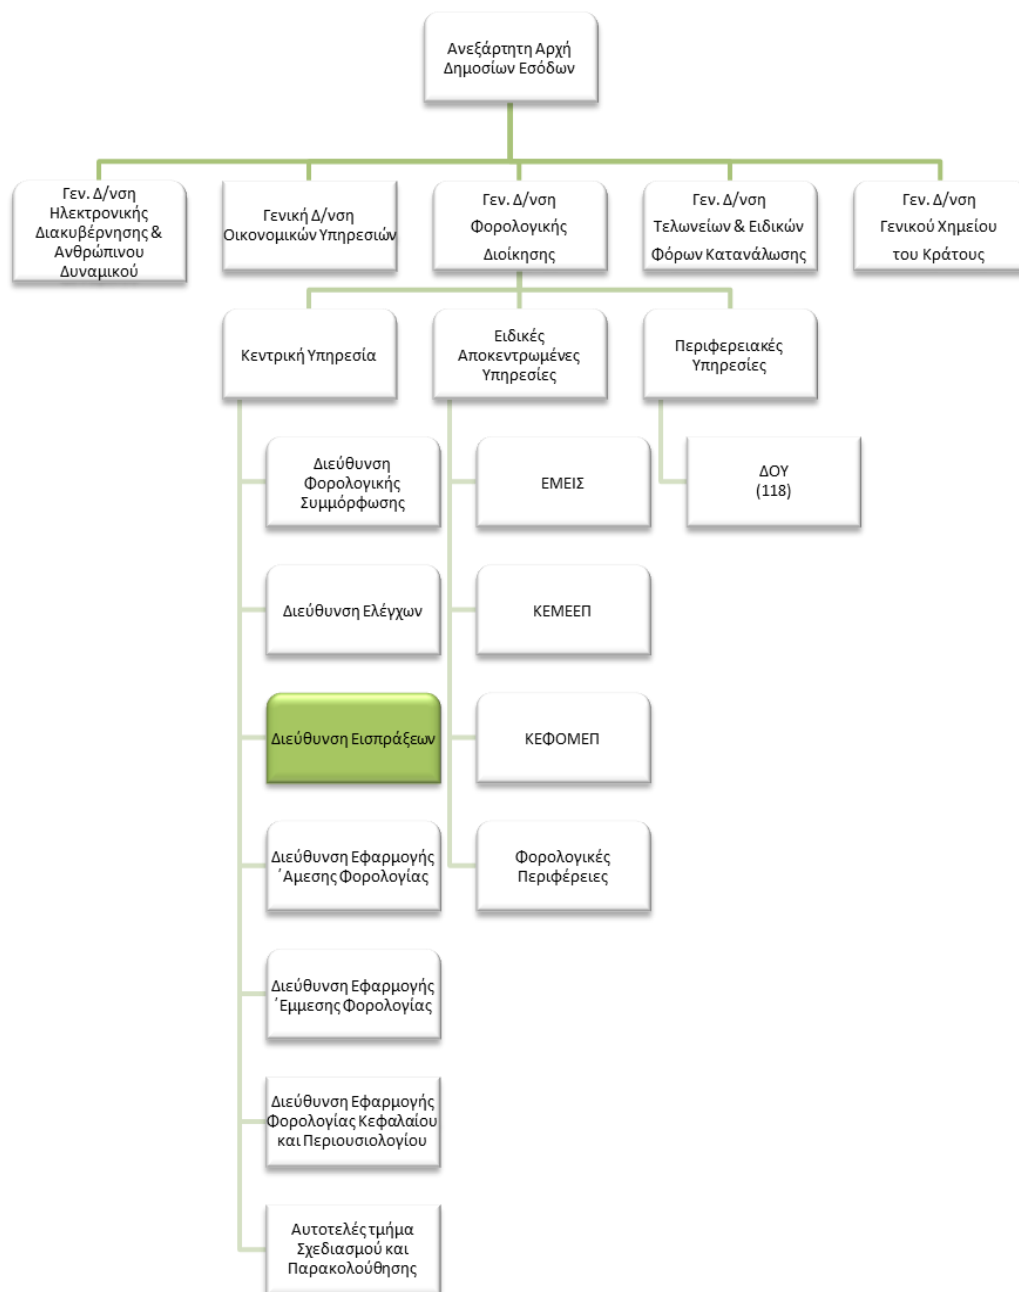 Ανεξάρτητη Αρχή
Δημοσίων Εσόδων
Γεν. Δ/νση
Ηλεκτρονικής
Διακυβέρνησης &
Ανθρώπινου
Δυναμικού
Γενική Δ/νση
Οικονομικών Υπηρεσιών
Γεν. Δ/νση
Φορολογικής
Διοίκησης
Γεν. Δ/νση
Τελωνείων & Ειδικών
Φόρων Κατανάλωσης
Γεν. Δ/νση
Γενικού Χημείου
του Κράτους
Κεντρική Υπηρεσία
Ειδικές
Αποκεντρωμένες
Υπηρεσίες
Περιφερειακές
Υπηρεσίες
Διεύθυνση
Φορολογικής
Συμμόρφωσης
ΕΜΕΙΣ
ΔΟΥ
(118)
Διεύθυνση Ελέγχων
ΚΕΜΕΕΠ
Διεύθυνση Εισπράξεων
ΚΕΦΟΜΕΠ
Διεύθυνση Εφαρμογής
΄Αμεσης Φορολογίας
Φορολογικές
Περιφέρειες
Διεύθυνση Εφαρμογής
΄Εμμεσης Φορολογίας
Διεύθυνση Εφαρμογής
Φορολογίας Κεφαλαίου
και Περιουσιολογίου
Αυτοτελές τμήμα
Σχεδιασμού και
Παρακολούθησης